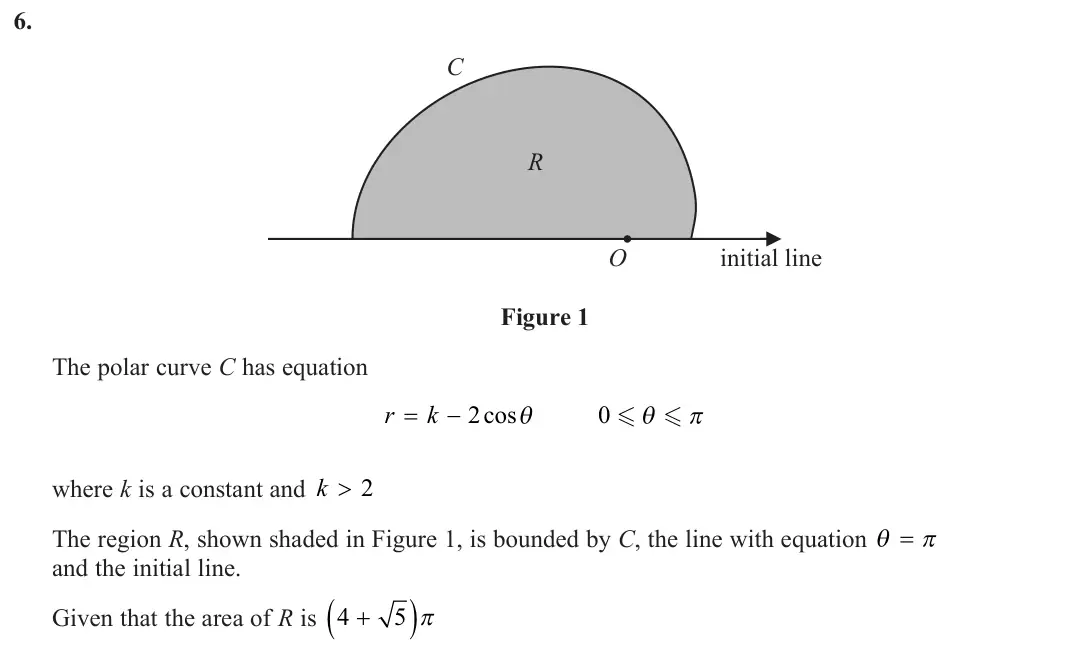 6.
C
R
O
initial line
Figure 1
The polar curve C has equation
r = k − 2cosθ 0 ⩽ θ ⩽ π
where k is a constant and k > 2
The region R, shown shaded in Figure 1, is bounded by C, the line with equation θ = π
and the initial line.
Given that the area of R is (4 + √5)π